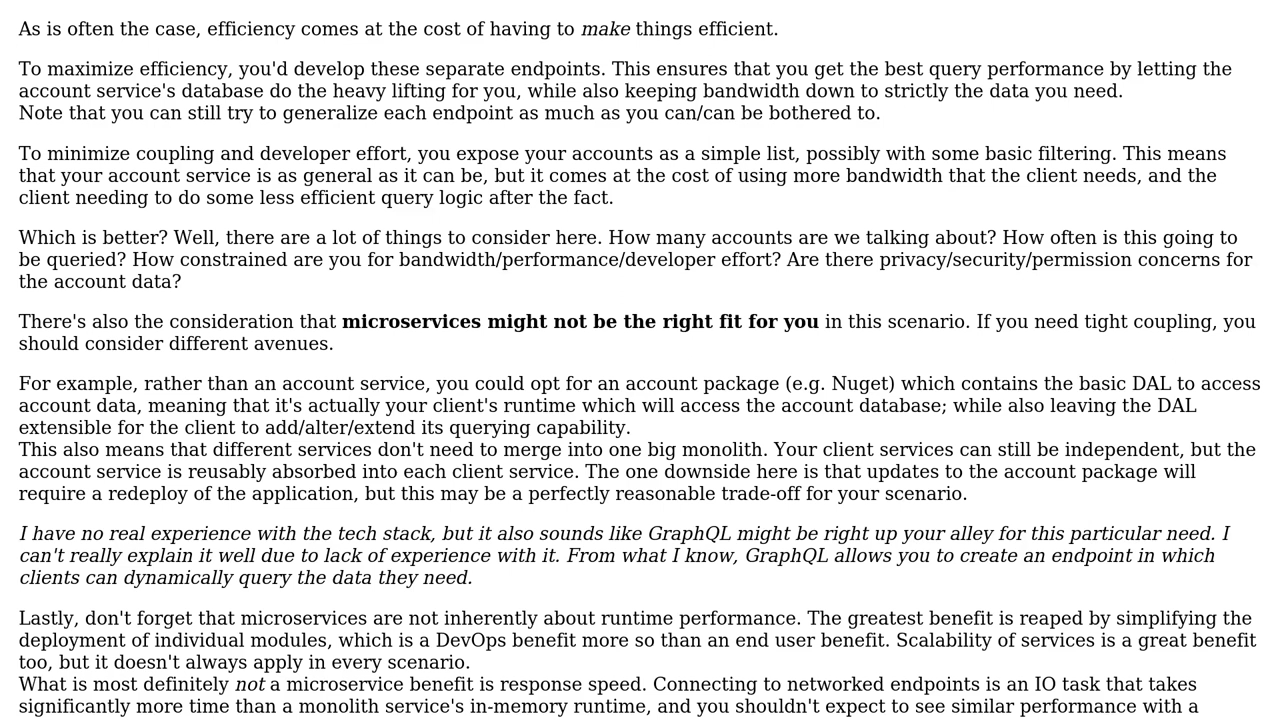 As is often the case, efficiency comes at the cost of having to make things efficient.
To maximize efficiency, you'd develop these separate endpoints. This ensures that you get the best query performance by letting the
account service's database do the heavy lifting for you, while also keeping bandwidth down to strictly the data you need.
Note that you can still try to generalize each endpoint as much as you can/can be bothered to.
To minimize coupling and developer effort, you expose your accounts as a simple list, possibly with some basic filtering. This means
that your account service is as general as it can be, but it comes at the cost of using more bandwidth that the client needs, and the
client needing to do some less efficient query logic after the fact.
Which is better? Well, there are a lot of things to consider here. How many accounts are we talking about? How often is this going to
be queried? How constrained are you for bandwidth/performance/developer effort? Are there privacy/security/permission concerns for
the account data?
There's also the consideration that microservices might not be the right fit for you in this scenario. If you need tight coupling, you
should consider different avenues.
For example, rather than an account service, you could opt for an account package (e.g. Nuget) which contains the basic DAL to access
account data, meaning that it's actually your client's runtime which will access the account database; while also leaving the DAL
extensible for the client to add/alter/extend its querying capability.
This also means that different services don't need to merge into one big monolith. Your client services can still be independent, but the
account service is reusably absorbed into each client service. The one downside here is that updates to the account package will
require a redeploy of the application, but this may be a perfectly reasonable trade-off for your scenario.
I have no real experience with the tech stack, but it also sounds like GraphQL might be right up your alley for this particular need. I
can't really explain it well due to lack of experience with it. From what I know, GraphQL allows you to create an endpoint in which
clients can dynamically query the data they need.
Lastly, don't forget that microservices are not inherently about runtime performance. The greatest benefit is reaped by simplifying the
deployment of individual modules, which is a DevOps benefit more so than an end user benefit. Scalability of services is a great benefit
too, but it doesn't always apply in every scenario.
What is most definitely not a microservice benefit is response speed. Connecting to networked endpoints is an IO task that takes
significantly more time than a monolith service's in-memory runtime, and you shouldn't expect to see similar performance with a